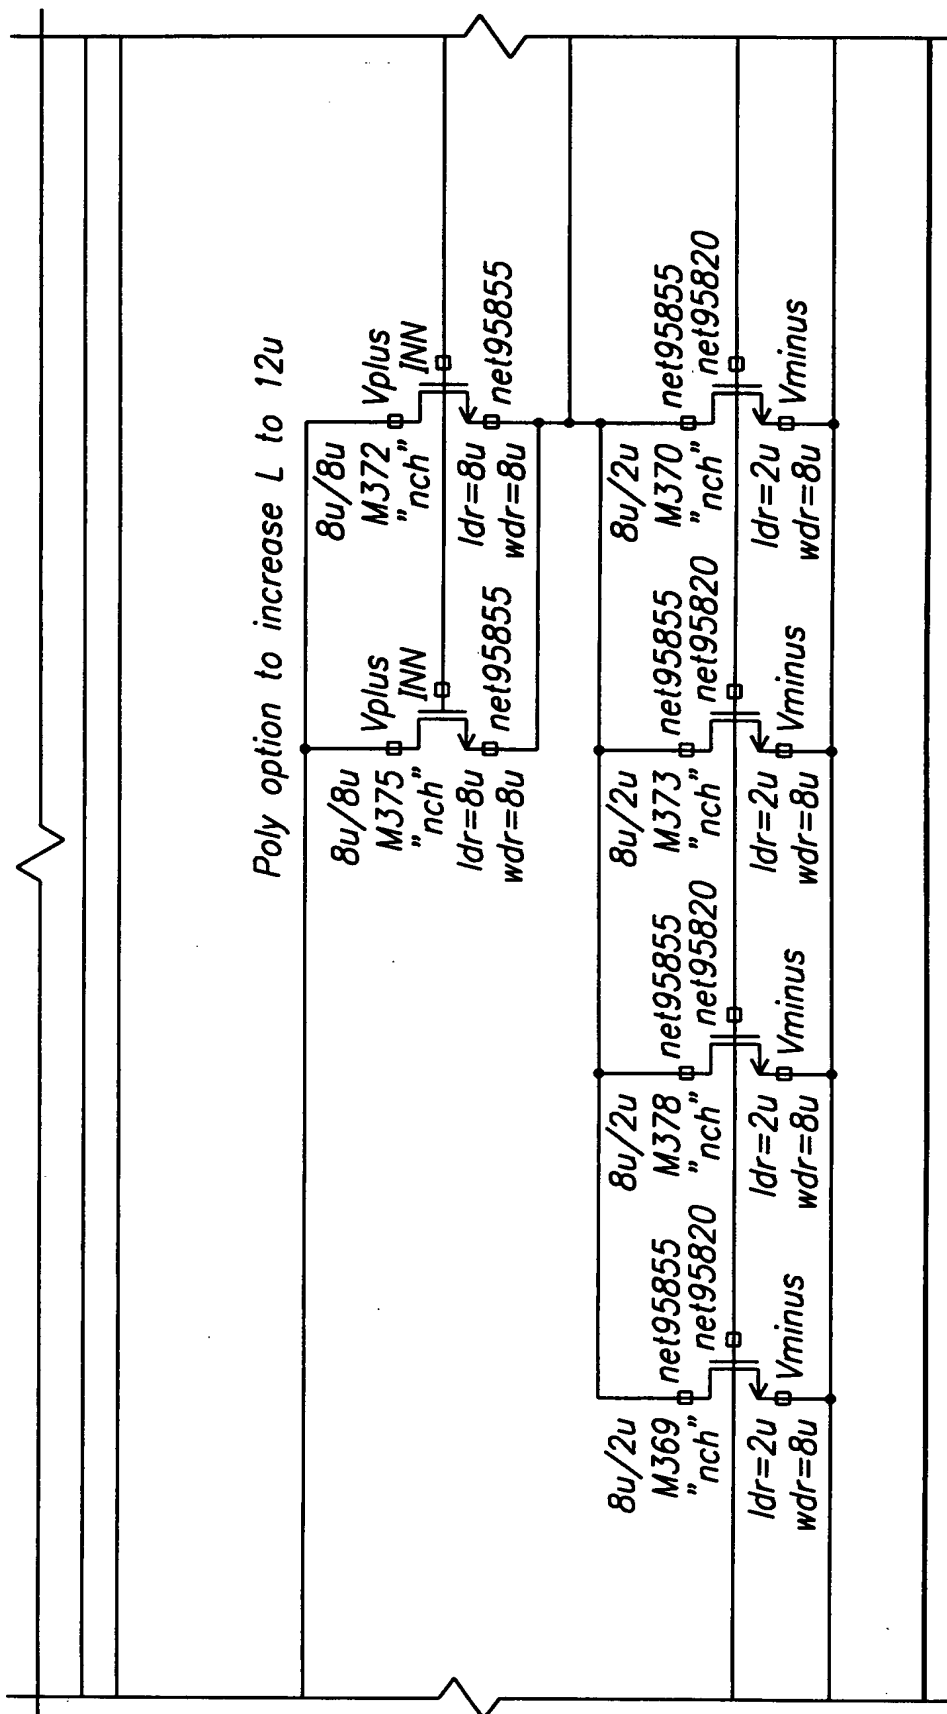 Poly option to increase L to 12u
8u/8u
M375
"nch"
ldr=8u
wdr=8u
Vplus
INN
net95855
8u/8u
M372
"nch"
ldr=8u
wdr=8u
Vplus
INN
net95855
8u/2u
M369
"nch"
ldr=2u
wdr=8u
net95855
net95820
Vminus
8u/2u
M378
"nch"
ldr=2u
wdr=8u
net95855
net95820
Vminus
8u/2u
M373
"nch"
ldr=2u
wdr=8u
net95855
net95820
Vminus
8u/2u
M370
"nch"
ldr=2u
wdr=8u
net95855
net95820
Vminus